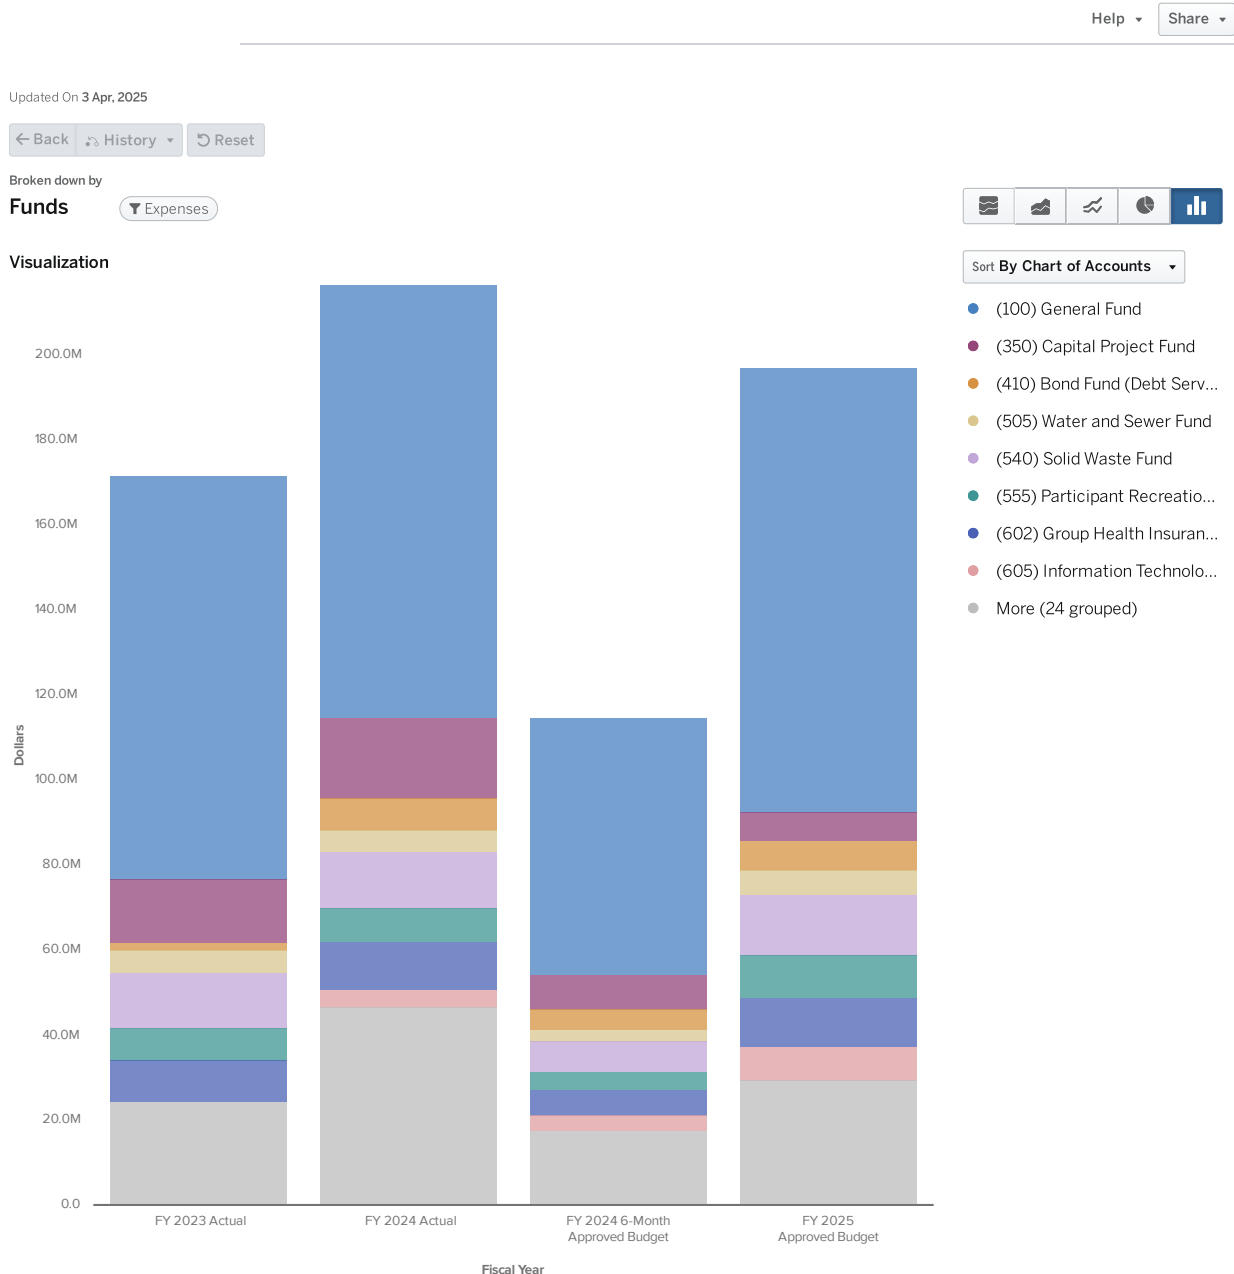 Help
Share
Updated On 3 Apr, 2025
Back
History
Reset
Broken down by
Funds
Expenses
Visualization
Sort By Chart of Accounts
(100) General Fund
(350) Capital Project Fund
(410) Bond Fund (Debt Serv...
(505) Water and Sewer Fund
(540) Solid Waste Fund
(555) Participant Recreatio...
(602) Group Health Insuran...
(605) Information Technolo...
More (24 grouped)
Dollars
200.0M
180.0M
160.0M
140.0M
120.0M
100.0M
80.0M
60.0M
40.0M
20.0M
0.0
FY 2023 Actual
FY 2024 Actual
FY 2024 6-Month
Approved Budget
FY 2025
Approved Budget
Fiscal Year